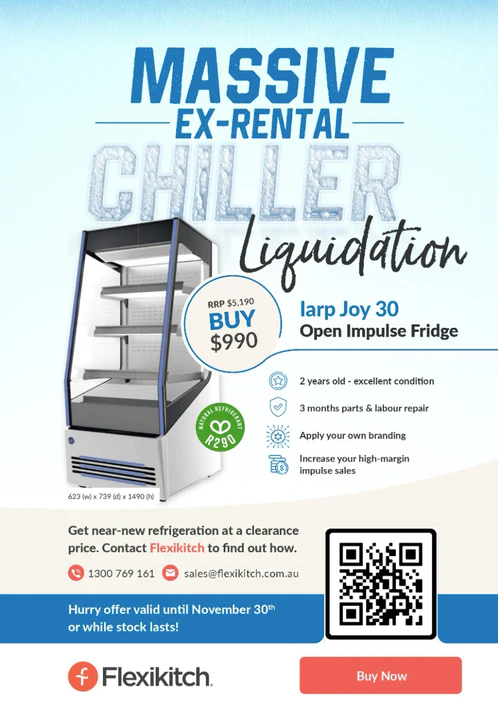 MASSIVE
EX-RENTAL
CHILLER
Liquidation
RRP $5,190
BUY
$990
Iarp Joy 30
Open Impulse Fridge
2 years old - excellent condition
3 months parts & labour repair
Apply your own branding
Increase your high-margin
impulse sales
NATURAL REFRIGERANT
R290
623 (w) x 739 (d) x 1490 (h)
Get near-new refrigeration at a clearance
price. Contact Flexikitch to find out how.
1300 769 161 sales@flexikitch.com.au
Hurry offer valid until November 30th
or while stock lasts!
Flexikitch.
Buy Now